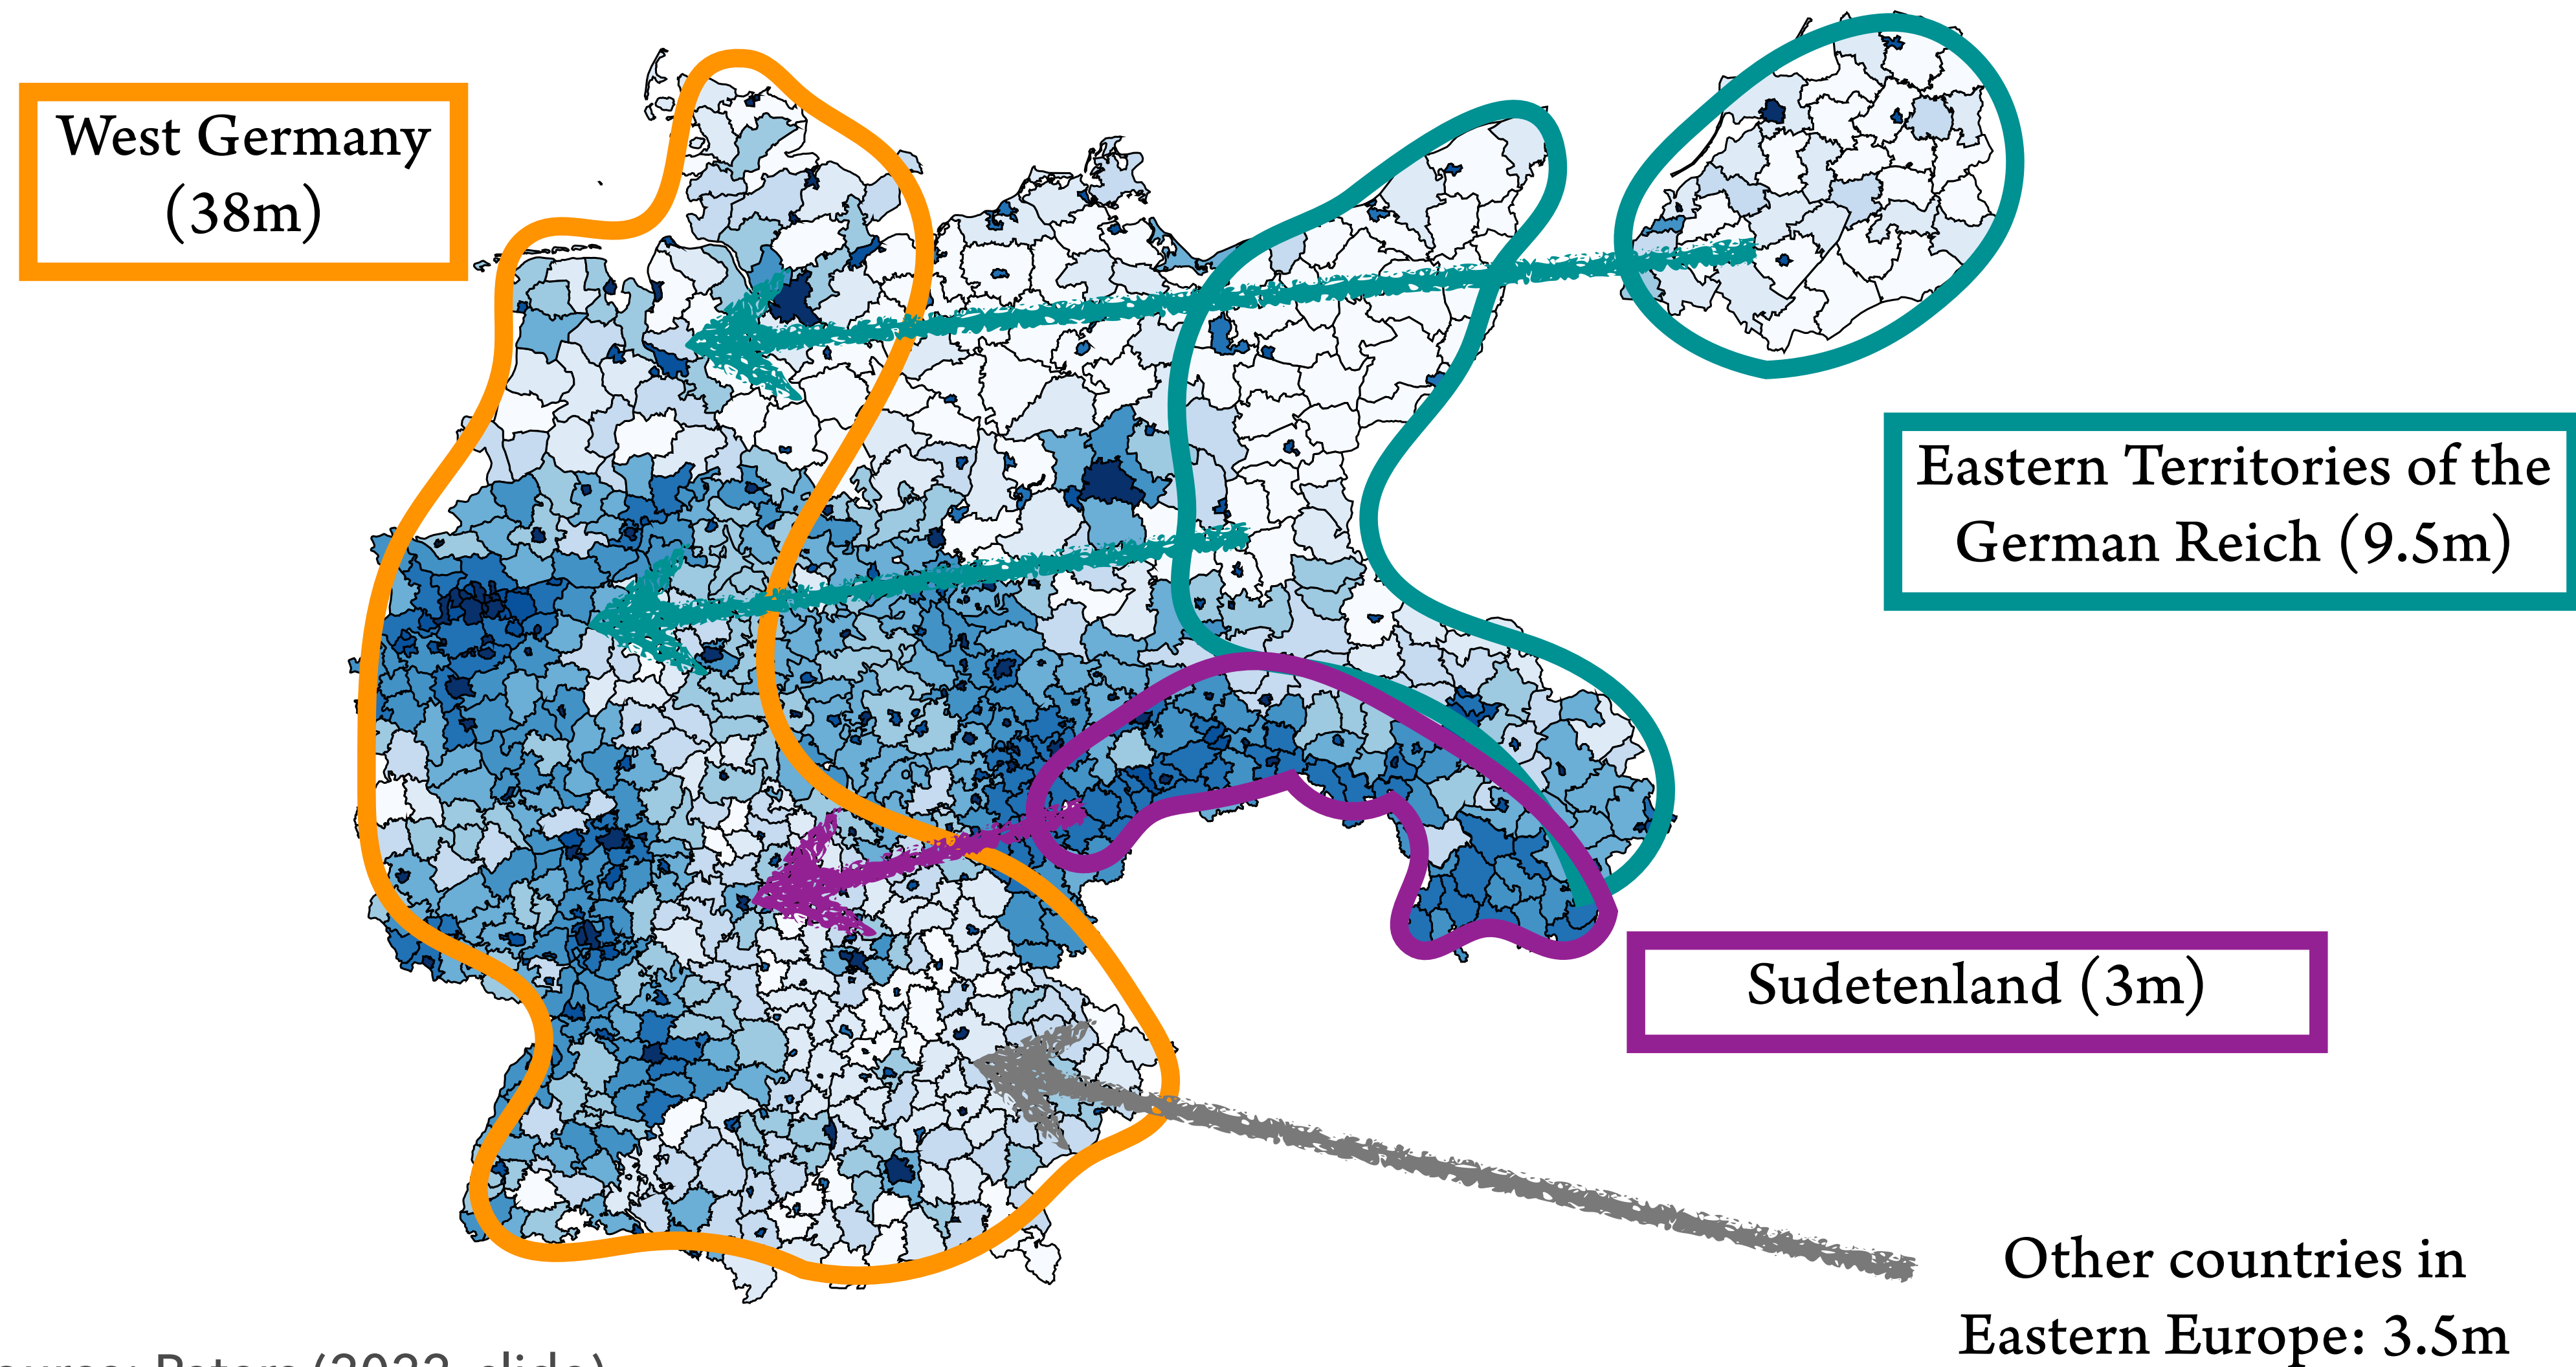 West Germany
(38m)
Eastern Territories of the
German Reich (9.5m)
Sudetenland (3m)
Other countries in
Eastern Europe: 3.5m
slide)